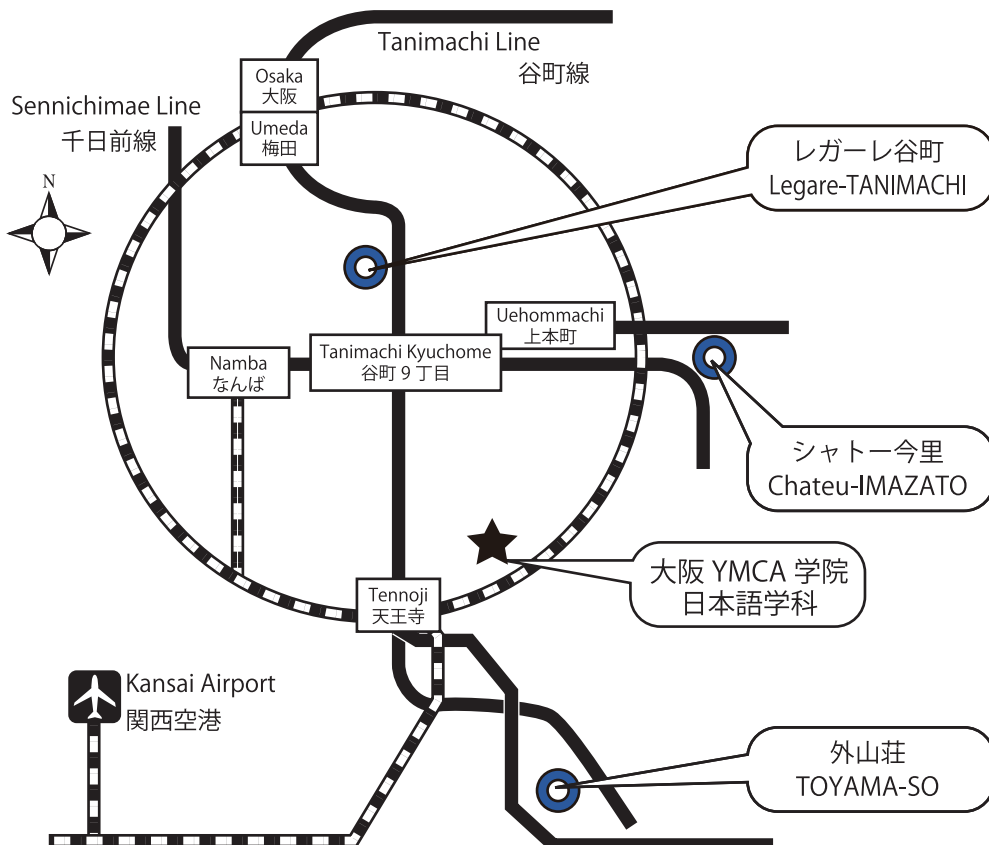 Tanimachi Line
谷町線
Osaka
大阪
Umeda
梅田
Sennichimae Line
千日前線
N
レガーレ谷町
Legare-TANIMACHI
Uehommachi
上本町
Tanimachi Kyuchome
谷町 9 丁目
Namba
なんば
シャトー今里
Chateu-IMAZATO
大阪 YMCA 学院
日本語学科
Tennoji
天王寺
Kansai Airport
関西空港
外山荘
TOYAMA-SO